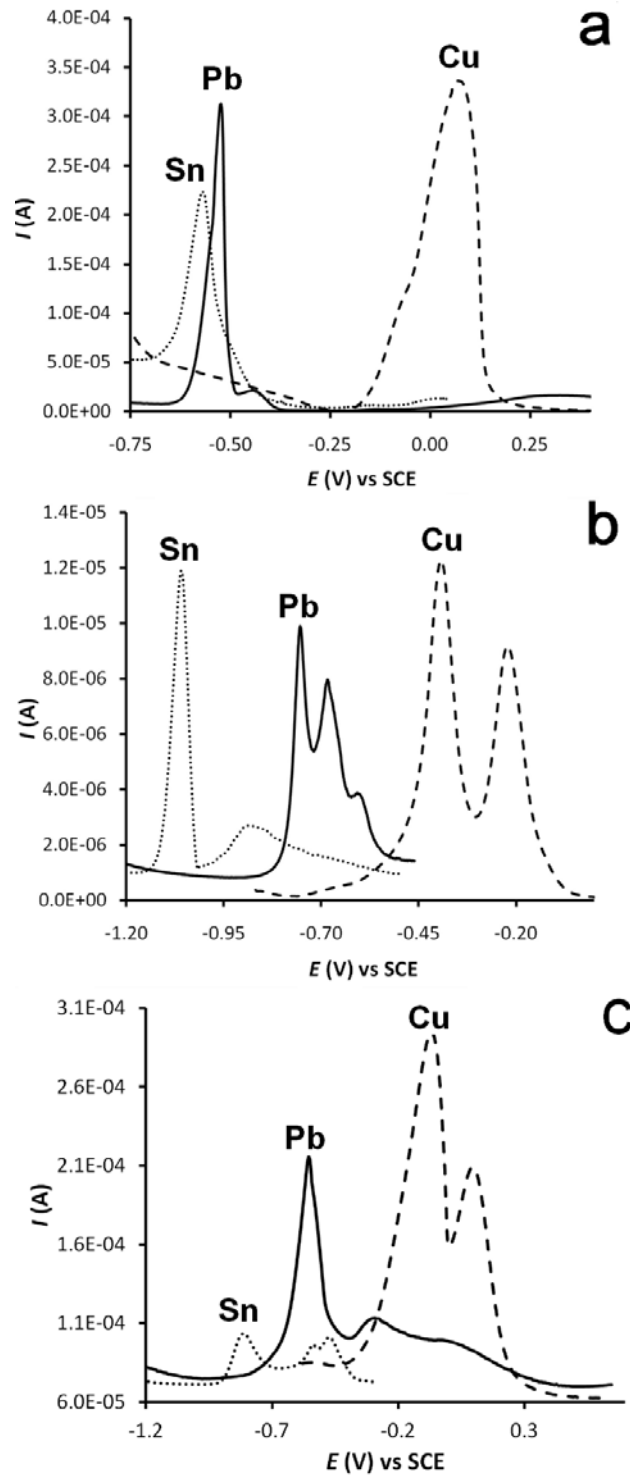 a
4.0E-04
3.5E-04
3.0E-04
2.5E-04
2.0E-04
1.5E-04
1.0E-04
5.0E-05
0.0E+00
I (A)
Pb
Cu
Sn
-0.75 -0.50 -0.25 0.00 0.25
E (V) vs SCE
b
1.4E-05
1.2E-05
1.0E-05
8.0E-06
6.0E-06
4.0E-06
2.0E-06
0.0E+00
I (A)
Sn
Cu
Pb
-1.20 -0.95 -0.70 -0.45 -0.20
E (V) vs SCE
c
3.1E-04
2.6E-04
2.1E-04
1.6E-04
1.1E-04
6.0E-05
I (A)
Cu
Pb
Sn
-1.2 -0.7 -0.2 0.3
E (V) vs SCE